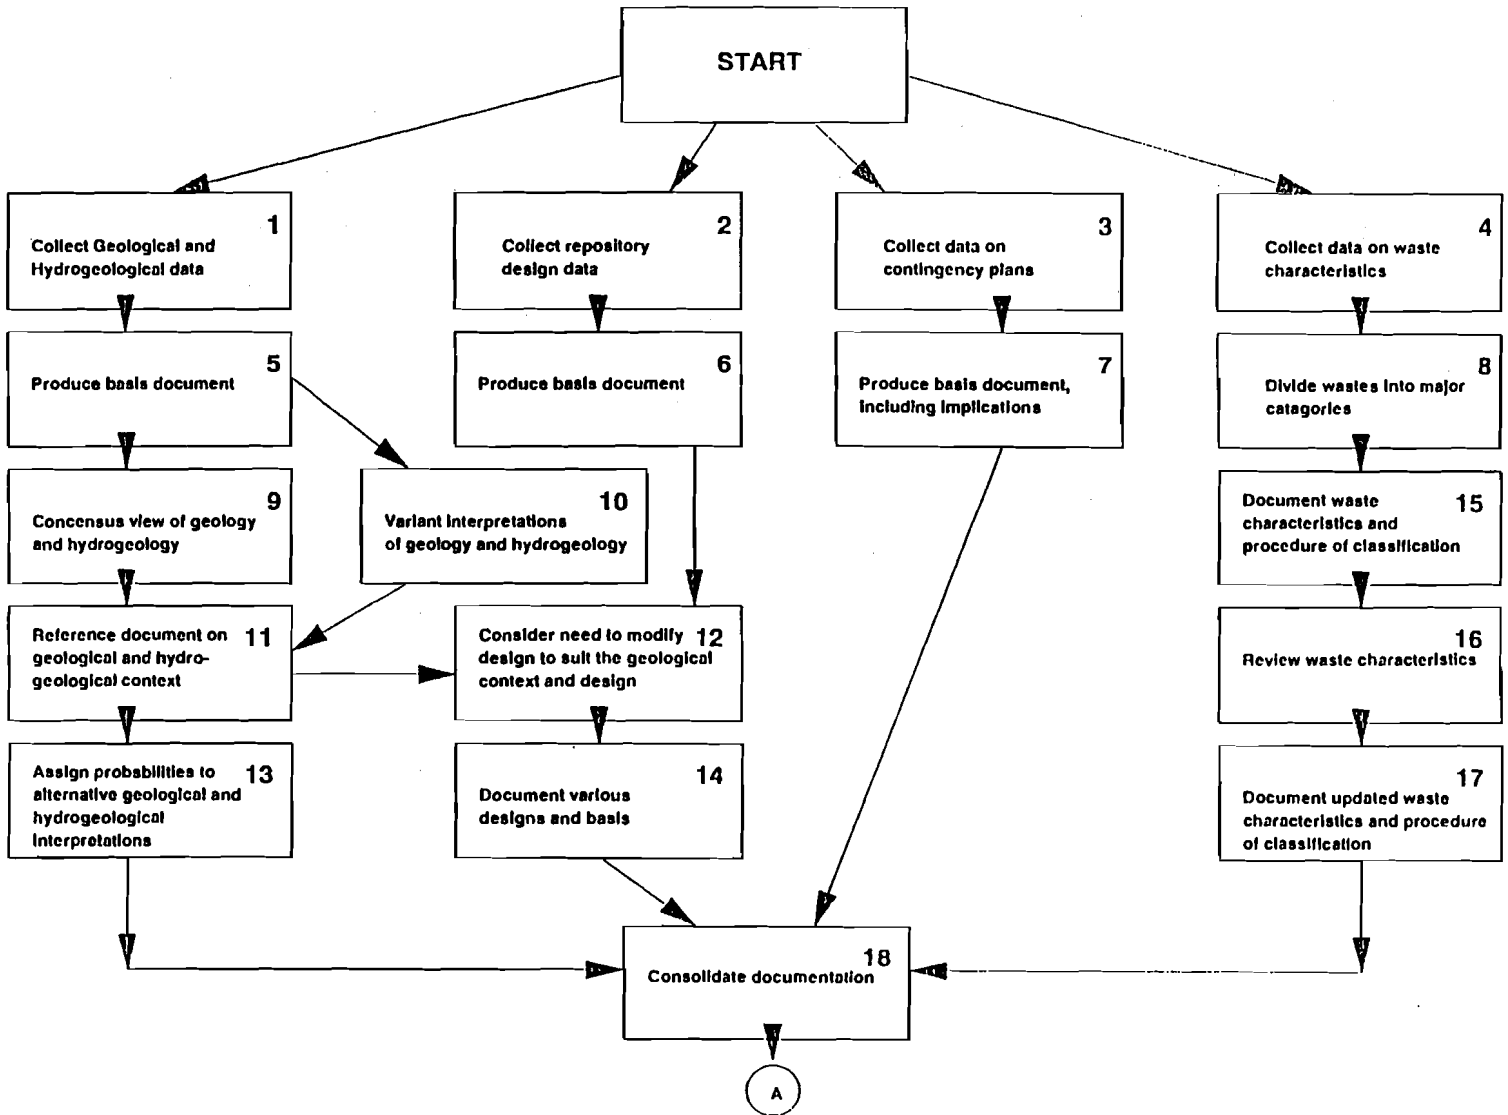 START
1
Collect Geological and
Hydrogeological data
2
Collect repository
design data
3
Collect data on
contingency plans
4
Collect data on waste
characteristics
5
Produce basis document
6
Produce basis document
7
Produce basis document,
including implications
8
Divide wastes into major
catagories
9
Concensus view of geology
and hydrogeology
10
Variant interpretations
of geology and hydrogeology
15
Document waste
characteristics and
procedure of classification
11
Reference document on
geological and hydro-
geological context
12
Consider need to modify
design to suit the geological
context and design
16
Review waste characteristics
13
Assign probabilities to
alternative geological and
hydrogeological
interpretations
14
Document various
designs and basis
17
Document updated waste
characteristics and procedure
of classification
18
Consolidate documentation
A